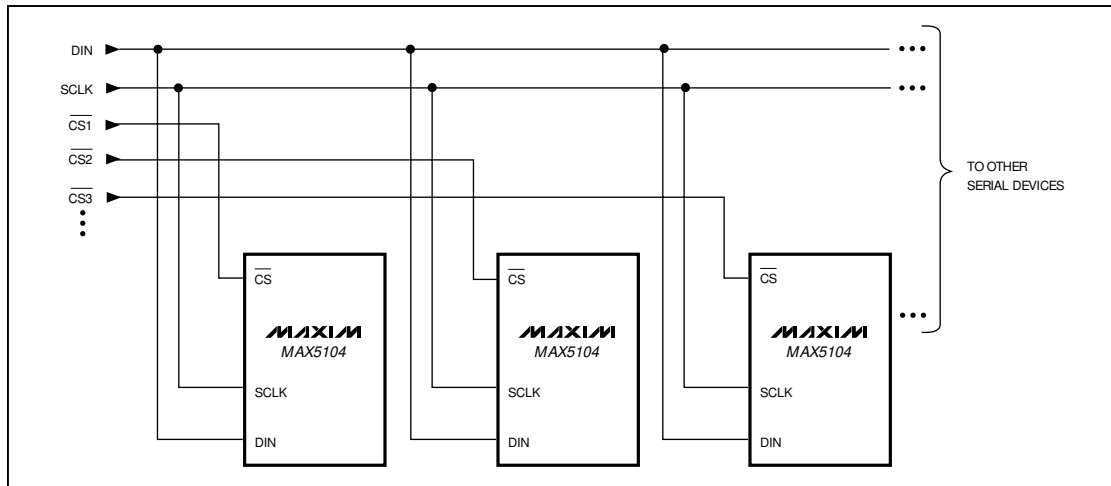 DIN
SCLK
CS1
CS2
CS3
TO OTHER
SERIAL DEVICES
CS
MAXIM
MAX5104
SCLK
DIN
CS
MAXIM
MAX5104
SCLK
DIN
CS
MAXIM
MAX5104
SCLK
DIN